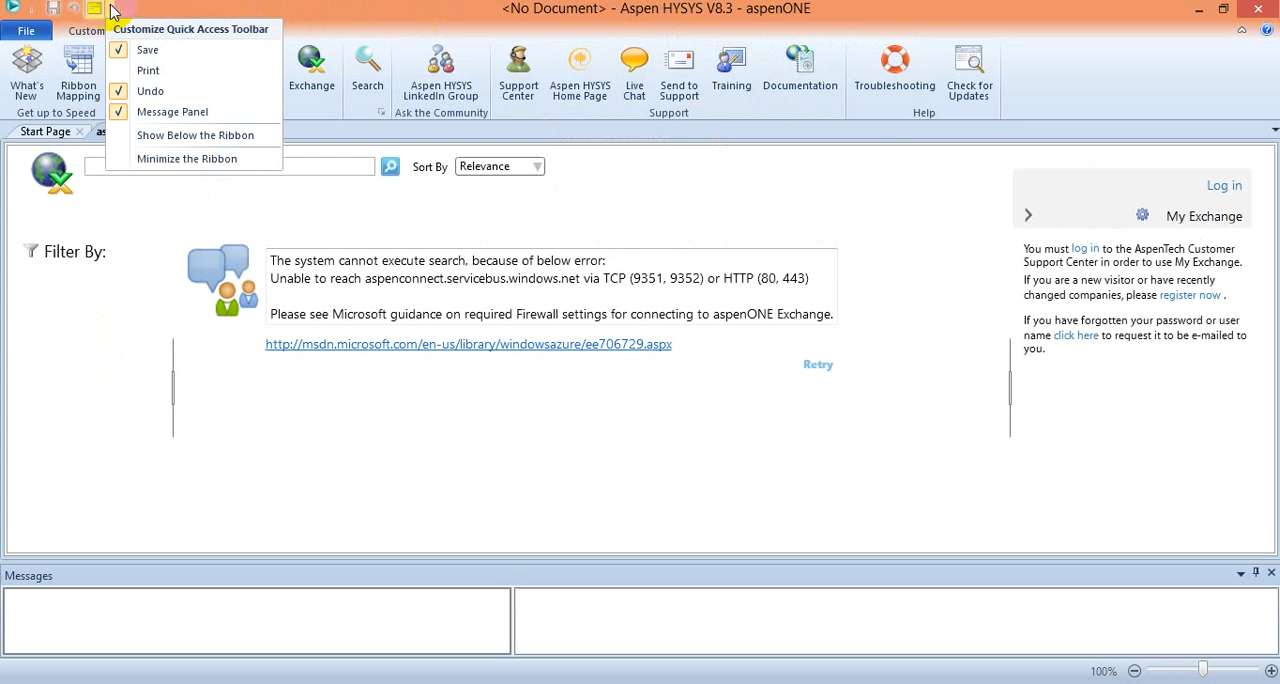 <No Document> - Aspen HYSYS V8.3 - aspenONE
File Custom
Customize Quick Access Toolbar
Save
Print
Undo
Message Panel
Show Below the Ribbon
Minimize the Ribbon
What's New
Ribbon Mapping
Get up to Speed
Exchange
Search
Aspen HYSYS LinkedIn Group
Ask the Community
Support Center
Aspen HYSYS Home Page
Live Chat
Send to Support
Training
Documentation
Support
Troubleshooting
Check for Updates
Help
Start Page as
Sort By Relevance
Log in
My Exchange
Filter By:
The system cannot execute search, because of below error:
Unable to reach aspenconnect.servicebus.windows.net via TCP (9351, 9352) or HTTP (80, 443)
Please see Microsoft guidance on required Firewall settings for connecting to aspenONE Exchange.
http://msdn.microsoft.com/en-us/library/windowsazure/ee706729.aspx
Retry
You must log in to the AspenTech Customer
Support Center in order to use My Exchange.
If you are a new visitor or have recently
changed companies, please register now .
If you have forgotten your password or user
name click here to request it to be e-mailed to
you.
Messages
100%